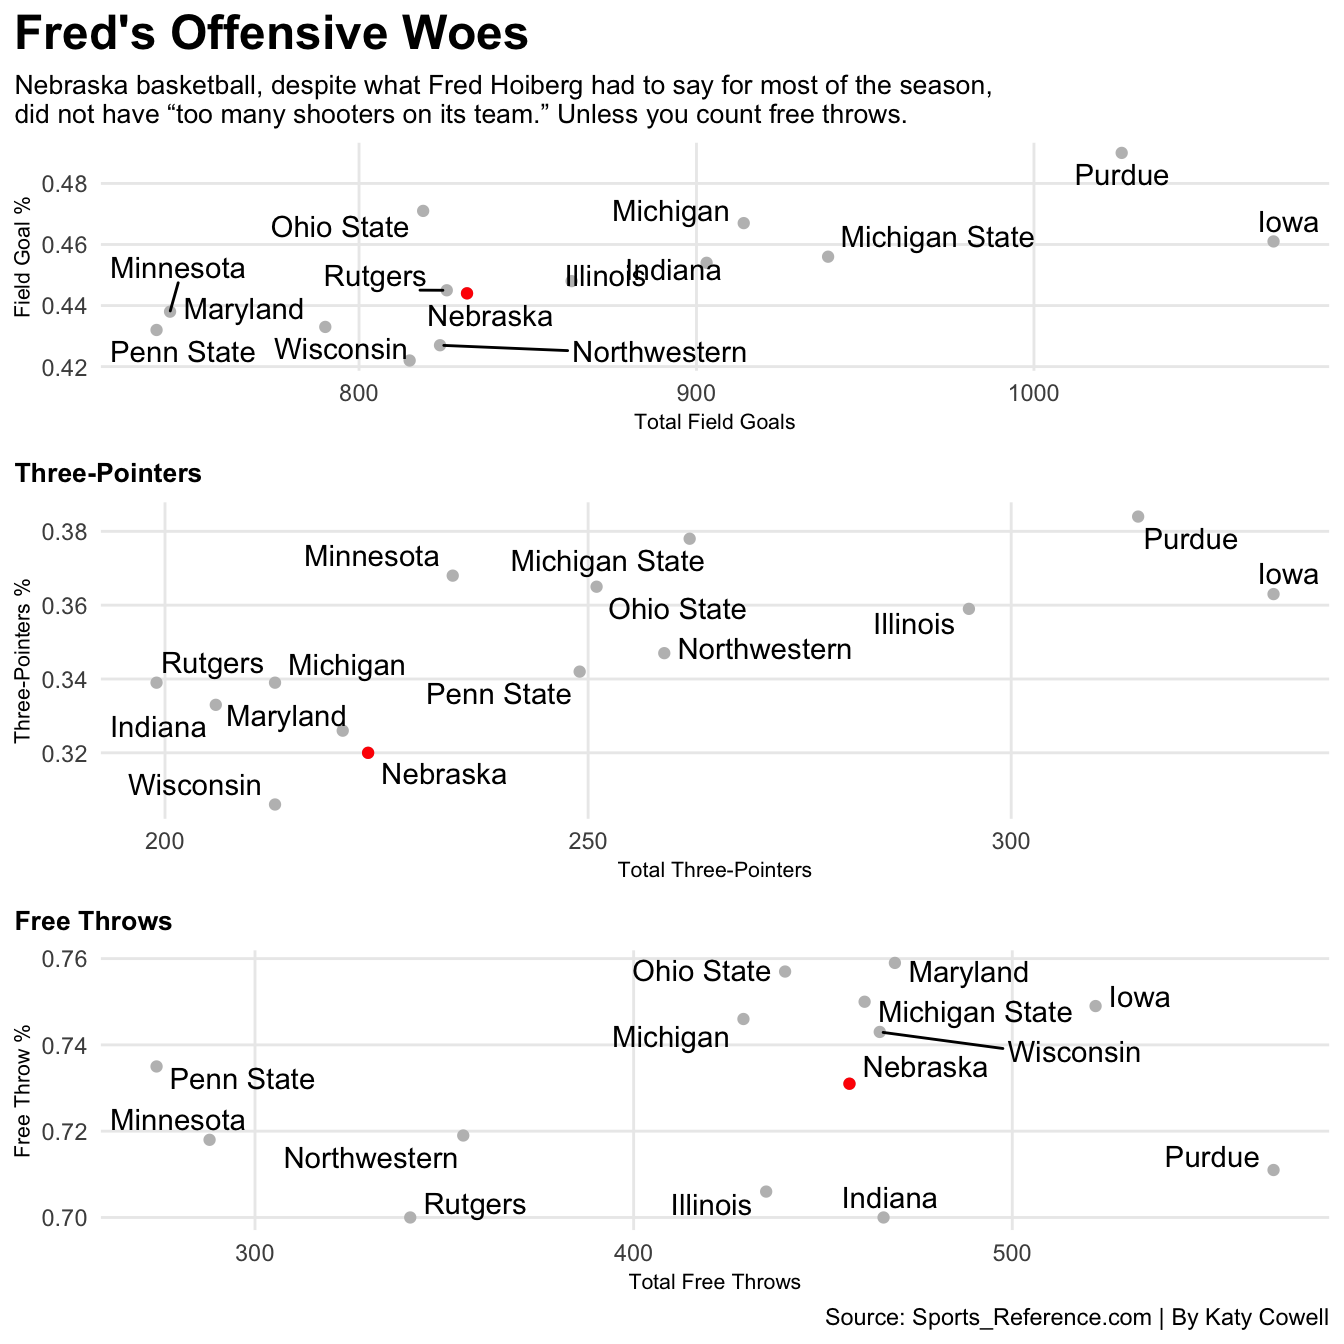 Fred's Offensive Woes
Nebraska basketball, despite what Fred Hoiberg had to say for most of the season,
did not have “too many shooters on its team.” Unless you count free throws.
Field Goal %
0.48
0.46
0.44
0.42
Purdue
Michigan
Iowa
Ohio State
Michigan State
Minnesota
Rutgers
Illinois
Indiana
Maryland
Nebraska
Penn State
Wisconsin
Northwestern
800
900
1000
Total Field Goals
Three-Pointers
Three-Pointers %
0.38
0.36
0.34
0.32
Purdue
Minnesota
Michigan State
Iowa
Ohio State
Illinois
Northwestern
Rutgers
Michigan
Penn State
Indiana
Maryland
Nebraska
Wisconsin
200
250
300
Total Three-Pointers
Free Throws
Free Throw %
0.76
0.74
0.72
0.70
Ohio State
Maryland
Iowa
Michigan State
Michigan
Wisconsin
Nebraska
Penn State
Minnesota
Northwestern
Purdue
Rutgers
Illinois
Indiana
300
400
500
Total Free Throws
Source: Sports_Reference.com | By Katy Cowell